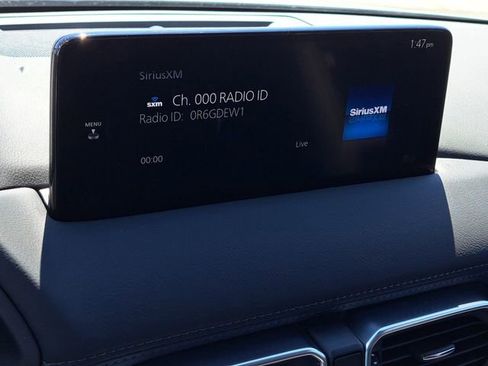 1:47 pm
SiriusXM
sxm Ch. 000 RADIO ID
Radio ID: 0R6GDEW1
SiriusXM
MENU
Live
00:00